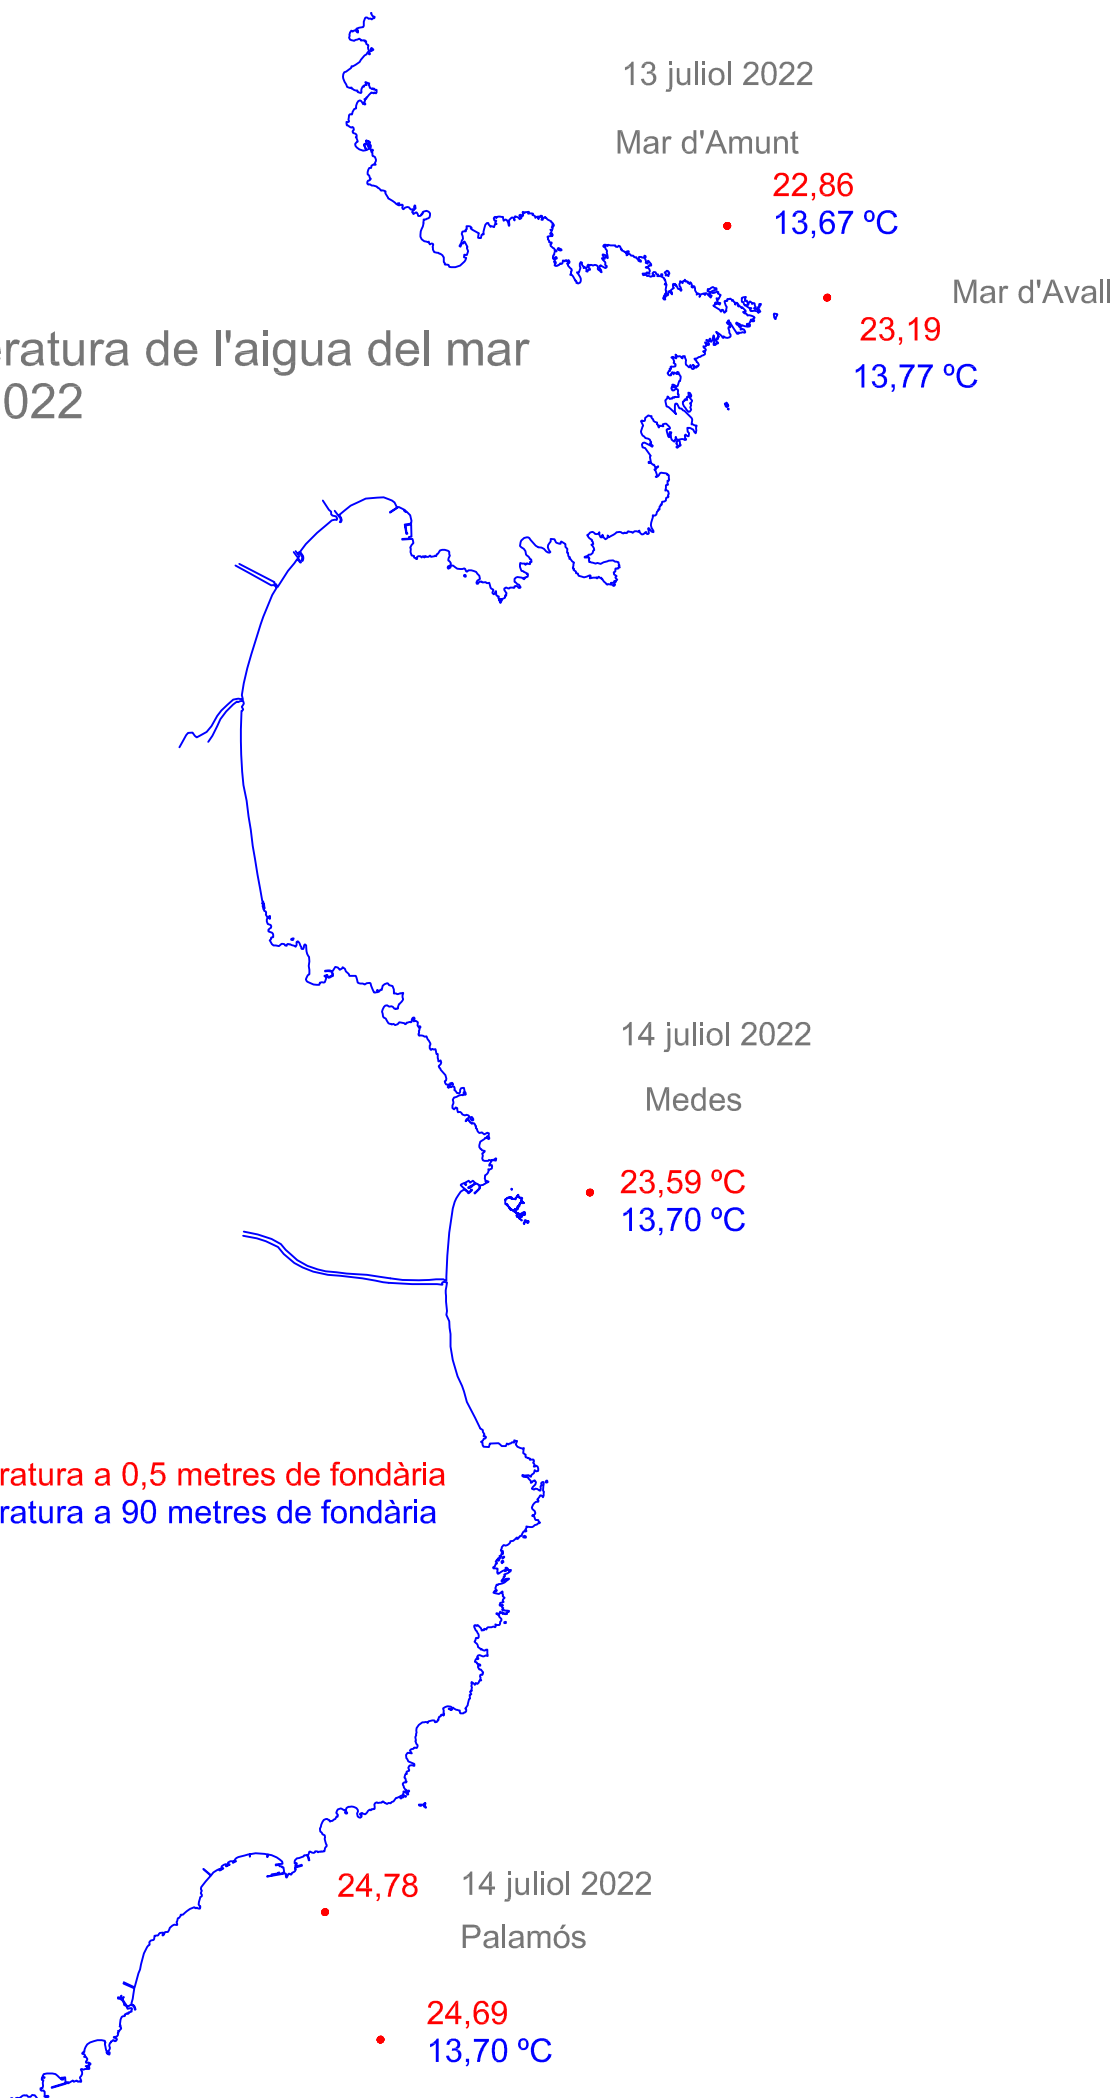 13 juliol 2022
Mar d'Amunt
22,86
13,67 ºC
Mar d'Avall
23,19
13,77 ºC
eratura de l'aigua del mar
2022
14 juliol 2022
Medes
23,59 ºC
13,70 ºC
ratura a 0,5 metres de fondària
ratura a 90 metres de fondària
24,78
14 juliol 2022
Palamós
24,69
13,70 ºC